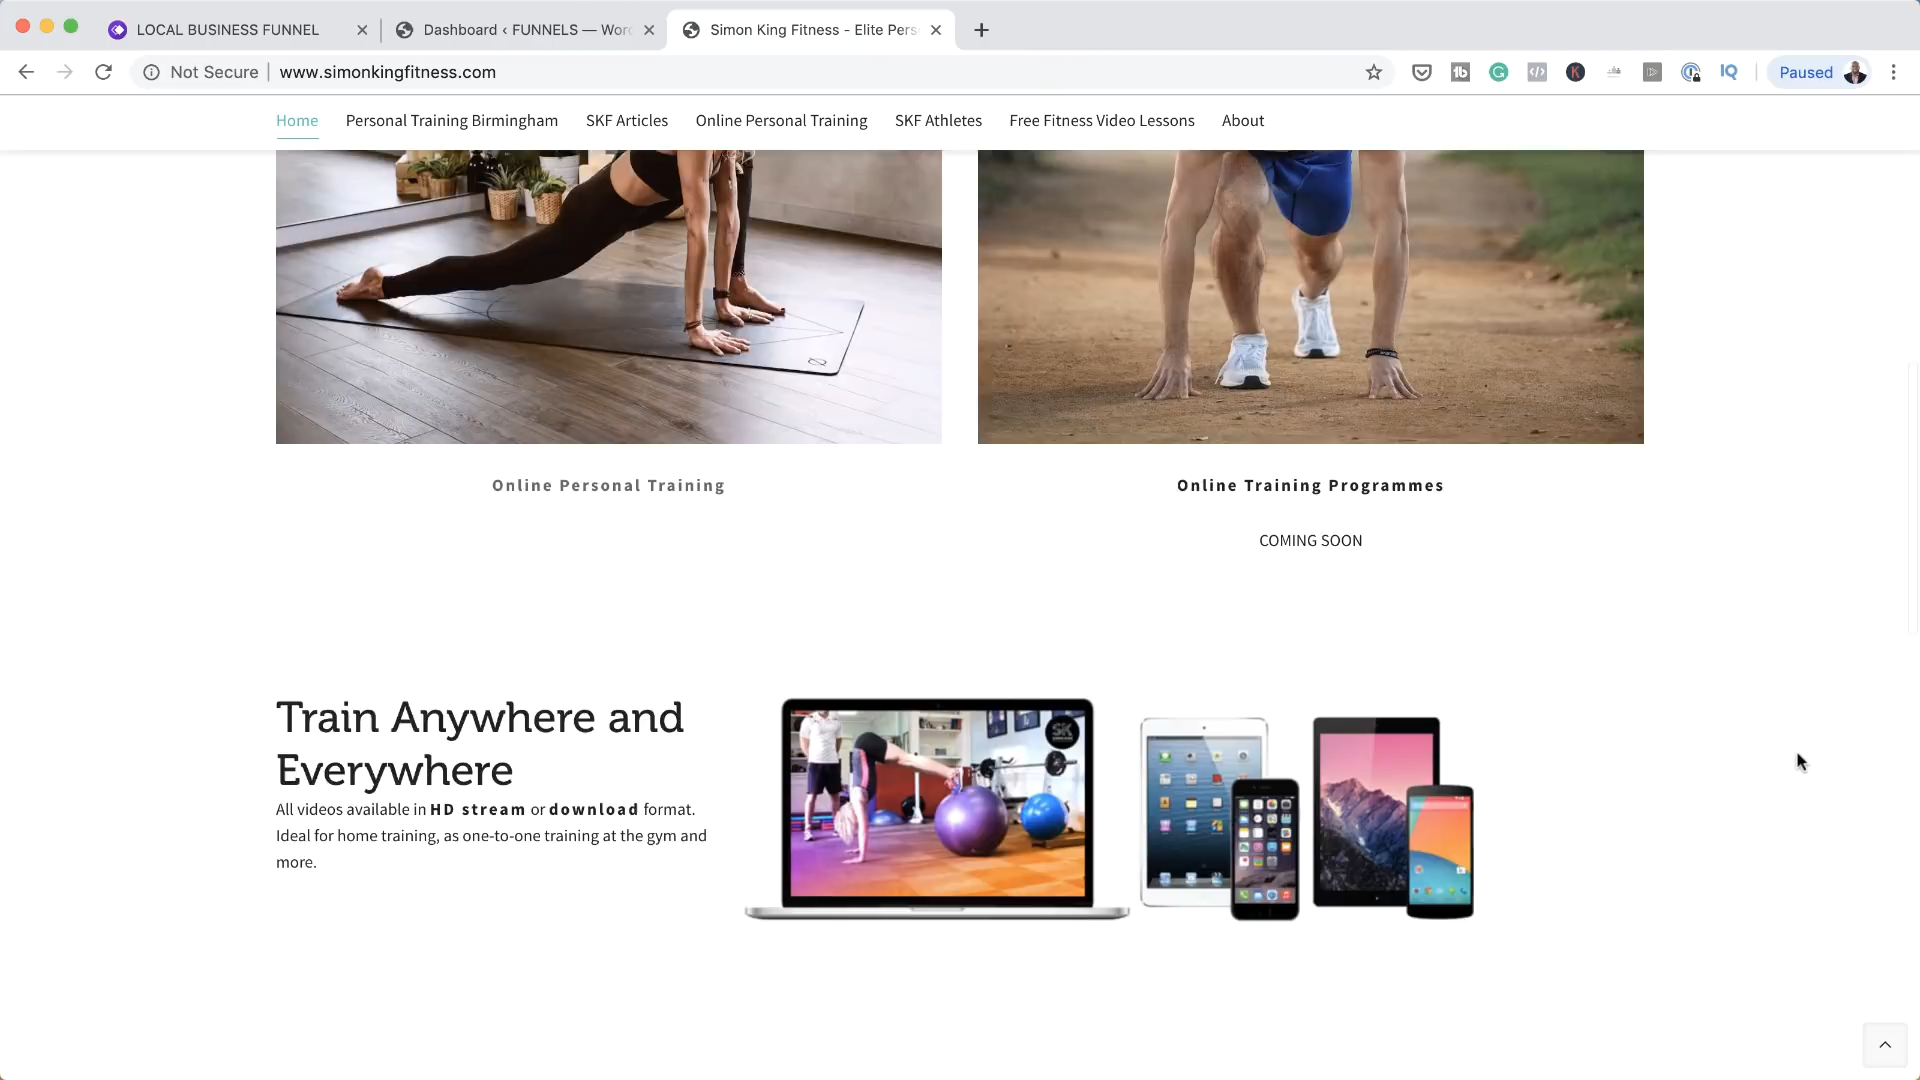 LOCAL BUSINESS FUNNEL
Dashboard ‹ FUNNELS — Wor
Simon King Fitness - Elite Pers
Not Secure
www.simonkingfitness.com
Paused
Home
Personal Training Birmingham
SKF Articles
Online Personal Training
SKF Athletes
Free Fitness Video Lessons
About
Online Personal Training
Online Training Programmes
COMING SOON
Train Anywhere and
Everywhere
All videos available in HD stream or download format.
Ideal for home training, as one-to-one training at the gym and
more.
SK